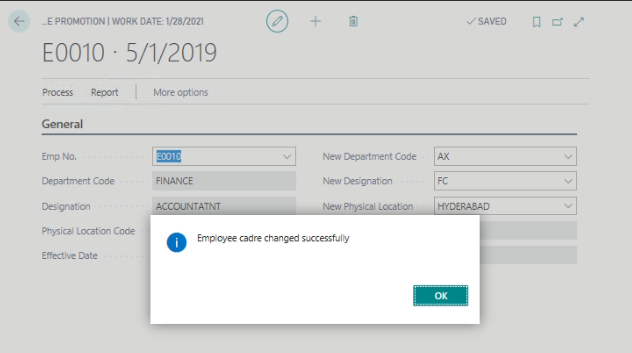 ..E PROMOTION | WORK DATE: 1/28/2021
SAVED
E0010 · 5/1/2019
Process Report More options
General
Emp No. E0010 New Department Code AX
Department Code FINANCE New Designation FC
Designation ACCOUNTATNT New Physical Location HYDERABAD
Physical Location Code
Effective Date
Employee cadre changed successfully
OK